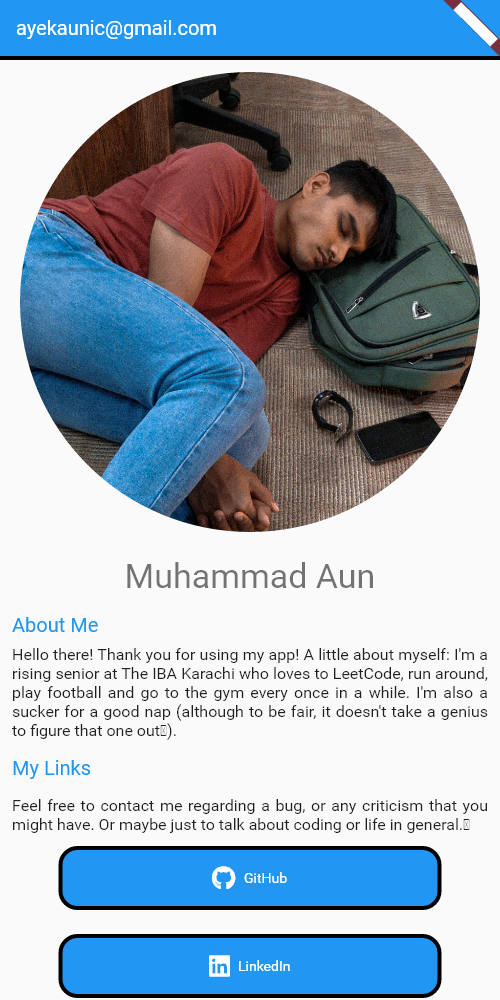 ayekaunic@gmail.com
Muhammad Aun
About Me
Hello there! Thank you for using my app! A little about myself: I'm a
rising senior at The IBA Karachi who loves to LeetCode, run around,
play football and go to the gym every once in a while. I'm also a
sucker for a good nap (although to be fair, it doesn't take a genius
to figure that one out).
My Links
Feel free to contact me regarding a bug, or any criticism that you
might have. Or maybe just to talk about coding or life in general.
GitHub
LinkedIn